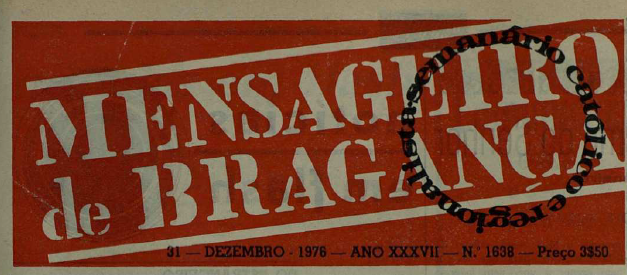 MENSAGEIRO
de BRAGANÇA
semanário católico e regionalista
31 — DEZEMBRO - 1976 — ANO XXXVII — N.º 1638 — Preço 3$50